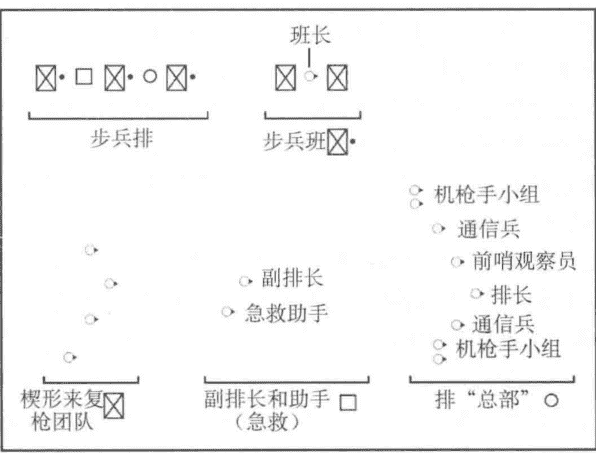 班长
步兵排
步兵班
机枪手小组
通信兵
前哨观察员
副排长
排长
急救助手
通信兵
机枪手小组
楔形来复
枪团队
副排长和助手
（急救）
排“总部”